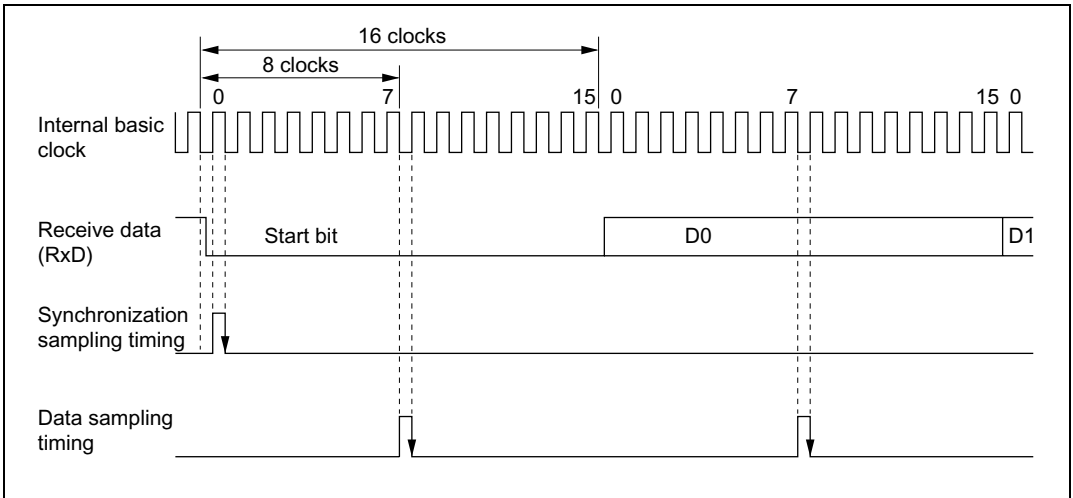 16 clocks
8 clocks
0 7 15 0 7 15 0
Internal basic
clock
Receive data
(RxD)
Start bit D0 D1
Synchronization
sampling timing
Data sampling
timing